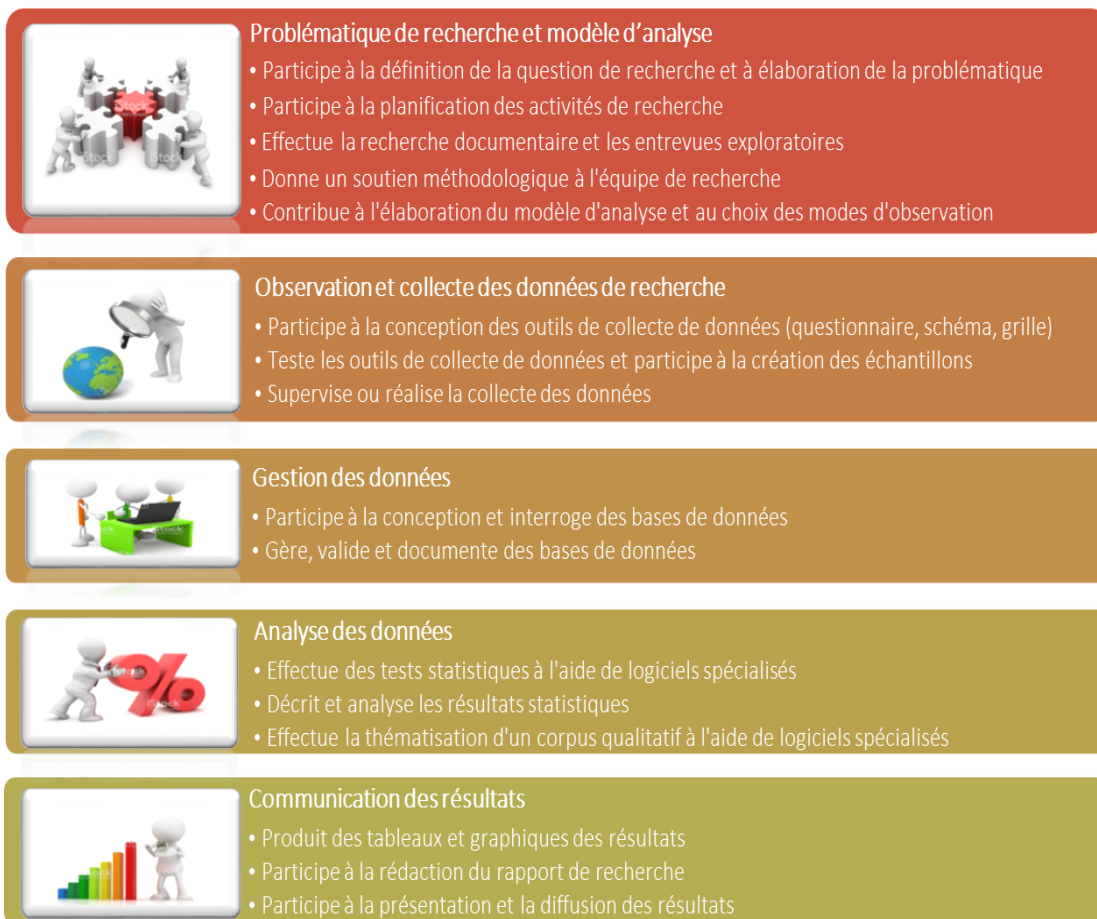 Problématique de recherche et modèle d'analyse
• Participe à la définition de la question de recherche et à élaboration de la problématique
• Participe à la planification des activités de recherche
• Effectue la recherche documentaire et les entrevues exploratoires
• Donne un soutien méthodologique à l'équipe de recherche
• Contribue à l'élaboration du modèle d'analyse et au choix des modes d'observation
iStock
iStock
iStock
Observation et collecte des données de recherche
• Participe à la conception des outils de collecte de données (questionnaire, schéma, grille)
• Teste les outils de collecte de données et participe à la création des échantillons
• Supervise ou réalise la collecte des données
Gestion des données
• Participe à la conception et interroge des bases de données
• Gère, valide et documente des bases de données
iStock
Analyse des données
• Effectue des tests statistiques à l'aide de logiciels spécialisés
• Décrit et analyse les résultats statistiques
• Effectue la thématisation d'un corpus qualitatif à l'aide de logiciels spécialisés
%
iStock
Communication des résultats
• Produit des tableaux et graphiques des résultats
• Participe à la rédaction du rapport de recherche
• Participe à la présentation et la diffusion des résultats
iStock